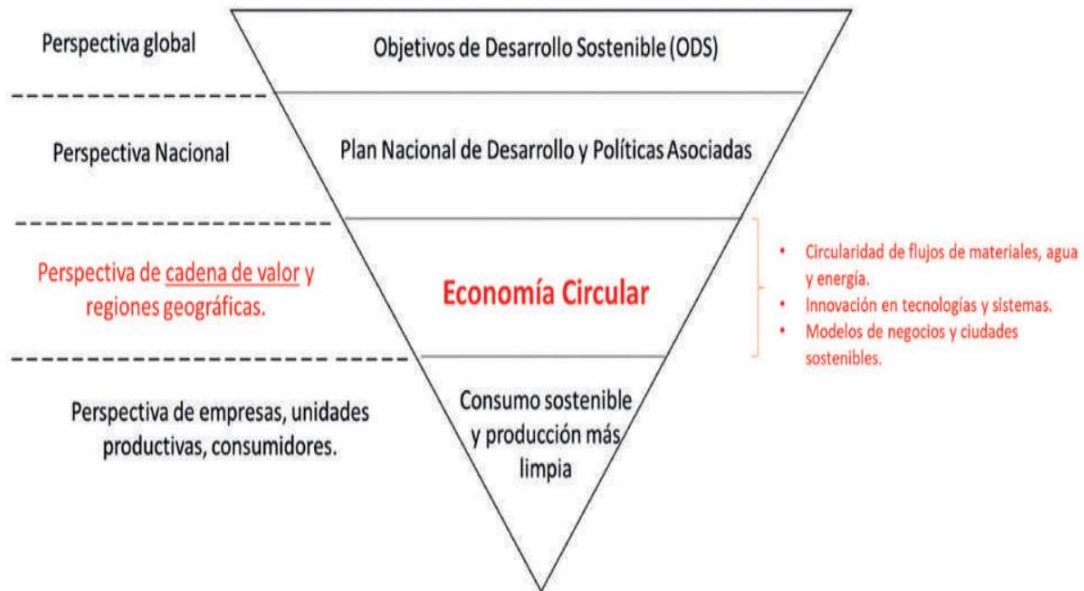 Perspectiva global
Objetivos de Desarrollo Sostenible (ODS)
Perspectiva Nacional
Plan Nacional de Desarrollo y Políticas Asociadas
Perspectiva de cadena de valor y
regiones geográficas.
Economía Circular
• Circularidad de flujos de materiales, agua
y energía.
• Innovación en tecnologías y sistemas.
• Modelos de negocios y ciudades
sostenibles.
Perspectiva de empresas, unidades
productivas, consumidores.
Consumo sostenible
y producción más
limpia